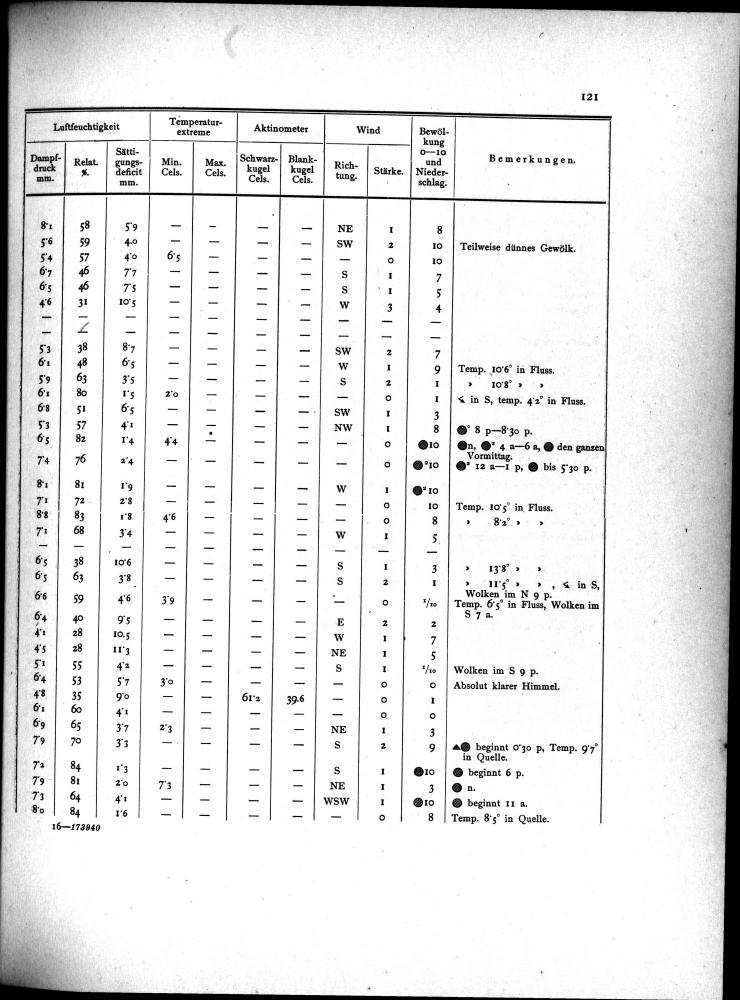 121
Luftfeuchtigkeit Temperatur-extreme Aktinometer Wind Bewölkung 0—10 und Niederschlag. Bemerkungen.
Dampfdruck mm. Relat. %. Sättigungsdeficit mm. Min. Cels. Max. Cels. Schwarzkugel Cels. Blankkugel Cels. Richtung. Stärke.
8·1 58 5·9 — — — — NE 1 8
5·6 59 4·0 — — — — SW 2 10 Teilweise dünnes Gewölk.
5·4 57 4·0 6·5 — — — — 0 10
6·7 46 7·7 — — — — S 1 7
6·5 46 7·5 — — — — S 1 5
4·6 31 10·5 — — — — W 3 4
— — — — — — — — — —
— — — — — — — — — —
5·3 38 8·7 — — — — SW 2 7
6·1 48 6·5 — — — — W 1 9 Temp. 10·6° in Fluss.
5·9 63 3·5 — — — — S 2 1 » 10·8° » »
6·1 80 1·5 2·0 — — — — 0 1 in S, temp. 4·2° in Fluss.
6·8 51 6·5 — — — — SW 1 3
5·3 57 4·1 — — — — NW 1 8 ●° 8 p—8·30 p.
6·5 82 1·4 4·4 — — — — 0 ●10 ●n, ●² 4 a—6 a, ● den ganzen
Vormittag.
7·4 76 2·4 — — — — — 0 ●²10 ●² 12 a—1 p, ● bis 5·30 p.
8·1 81 1·9 — — — — W 1 ●²10
7·1 72 2·8 — — — — — 0 10 Temp. 10·5° in Fluss.
8·8 83 1·8 4·6 — — — — 0 8 » 8·2° » »
7·1 68 3·4 — — — — W 1 5
— — — — — — — — — —
6·5 38 10·6 — — — — S 1 3 » 13·8° » »
6·5 63 3·8 — — — — S 2 1 » 11·5° » » , in S,
Wolken im N 9 p.
6·6 59 4·6 3·9 — — — — 0 1/10 Temp. 6·5° in Fluss, Wolken im
S 7 a.
6·4 40 9·5 — — — — E 2 2
4·1 28 10.5 — — — — W 1 7
4·5 28 11·3 — — — — NE 1 5
5·1 55 4·2 — — — — S 1 1/10 Wolken im S 9 p.
6·4 53 5·7 3·0 — — — — 0 0 Absolut klarer Himmel.
4·8 35 9·0 — — 61·2 39.6 — 0 1
6·1 60 4·1 — — — — — 0 0
6·9 65 3·7 2·3 — — — NE 1 3
7·9 70 3·3 — — — — S 2 9 ▲● beginnt 0·30 p, Temp. 9·7°
in Quelle.
7·2 84 1·3 — — — — S 1 ●10 ● beginnt 6 p.
7·9 81 2·0 7·3 — — — NE 1 3 ● n.
7·3 64 4·1 — — — — WSW 1 ●10 ● beginnt 11 a.
8·0 84 1·6 — — — — — 0 8 Temp. 8·5° in Quelle.
16—173940